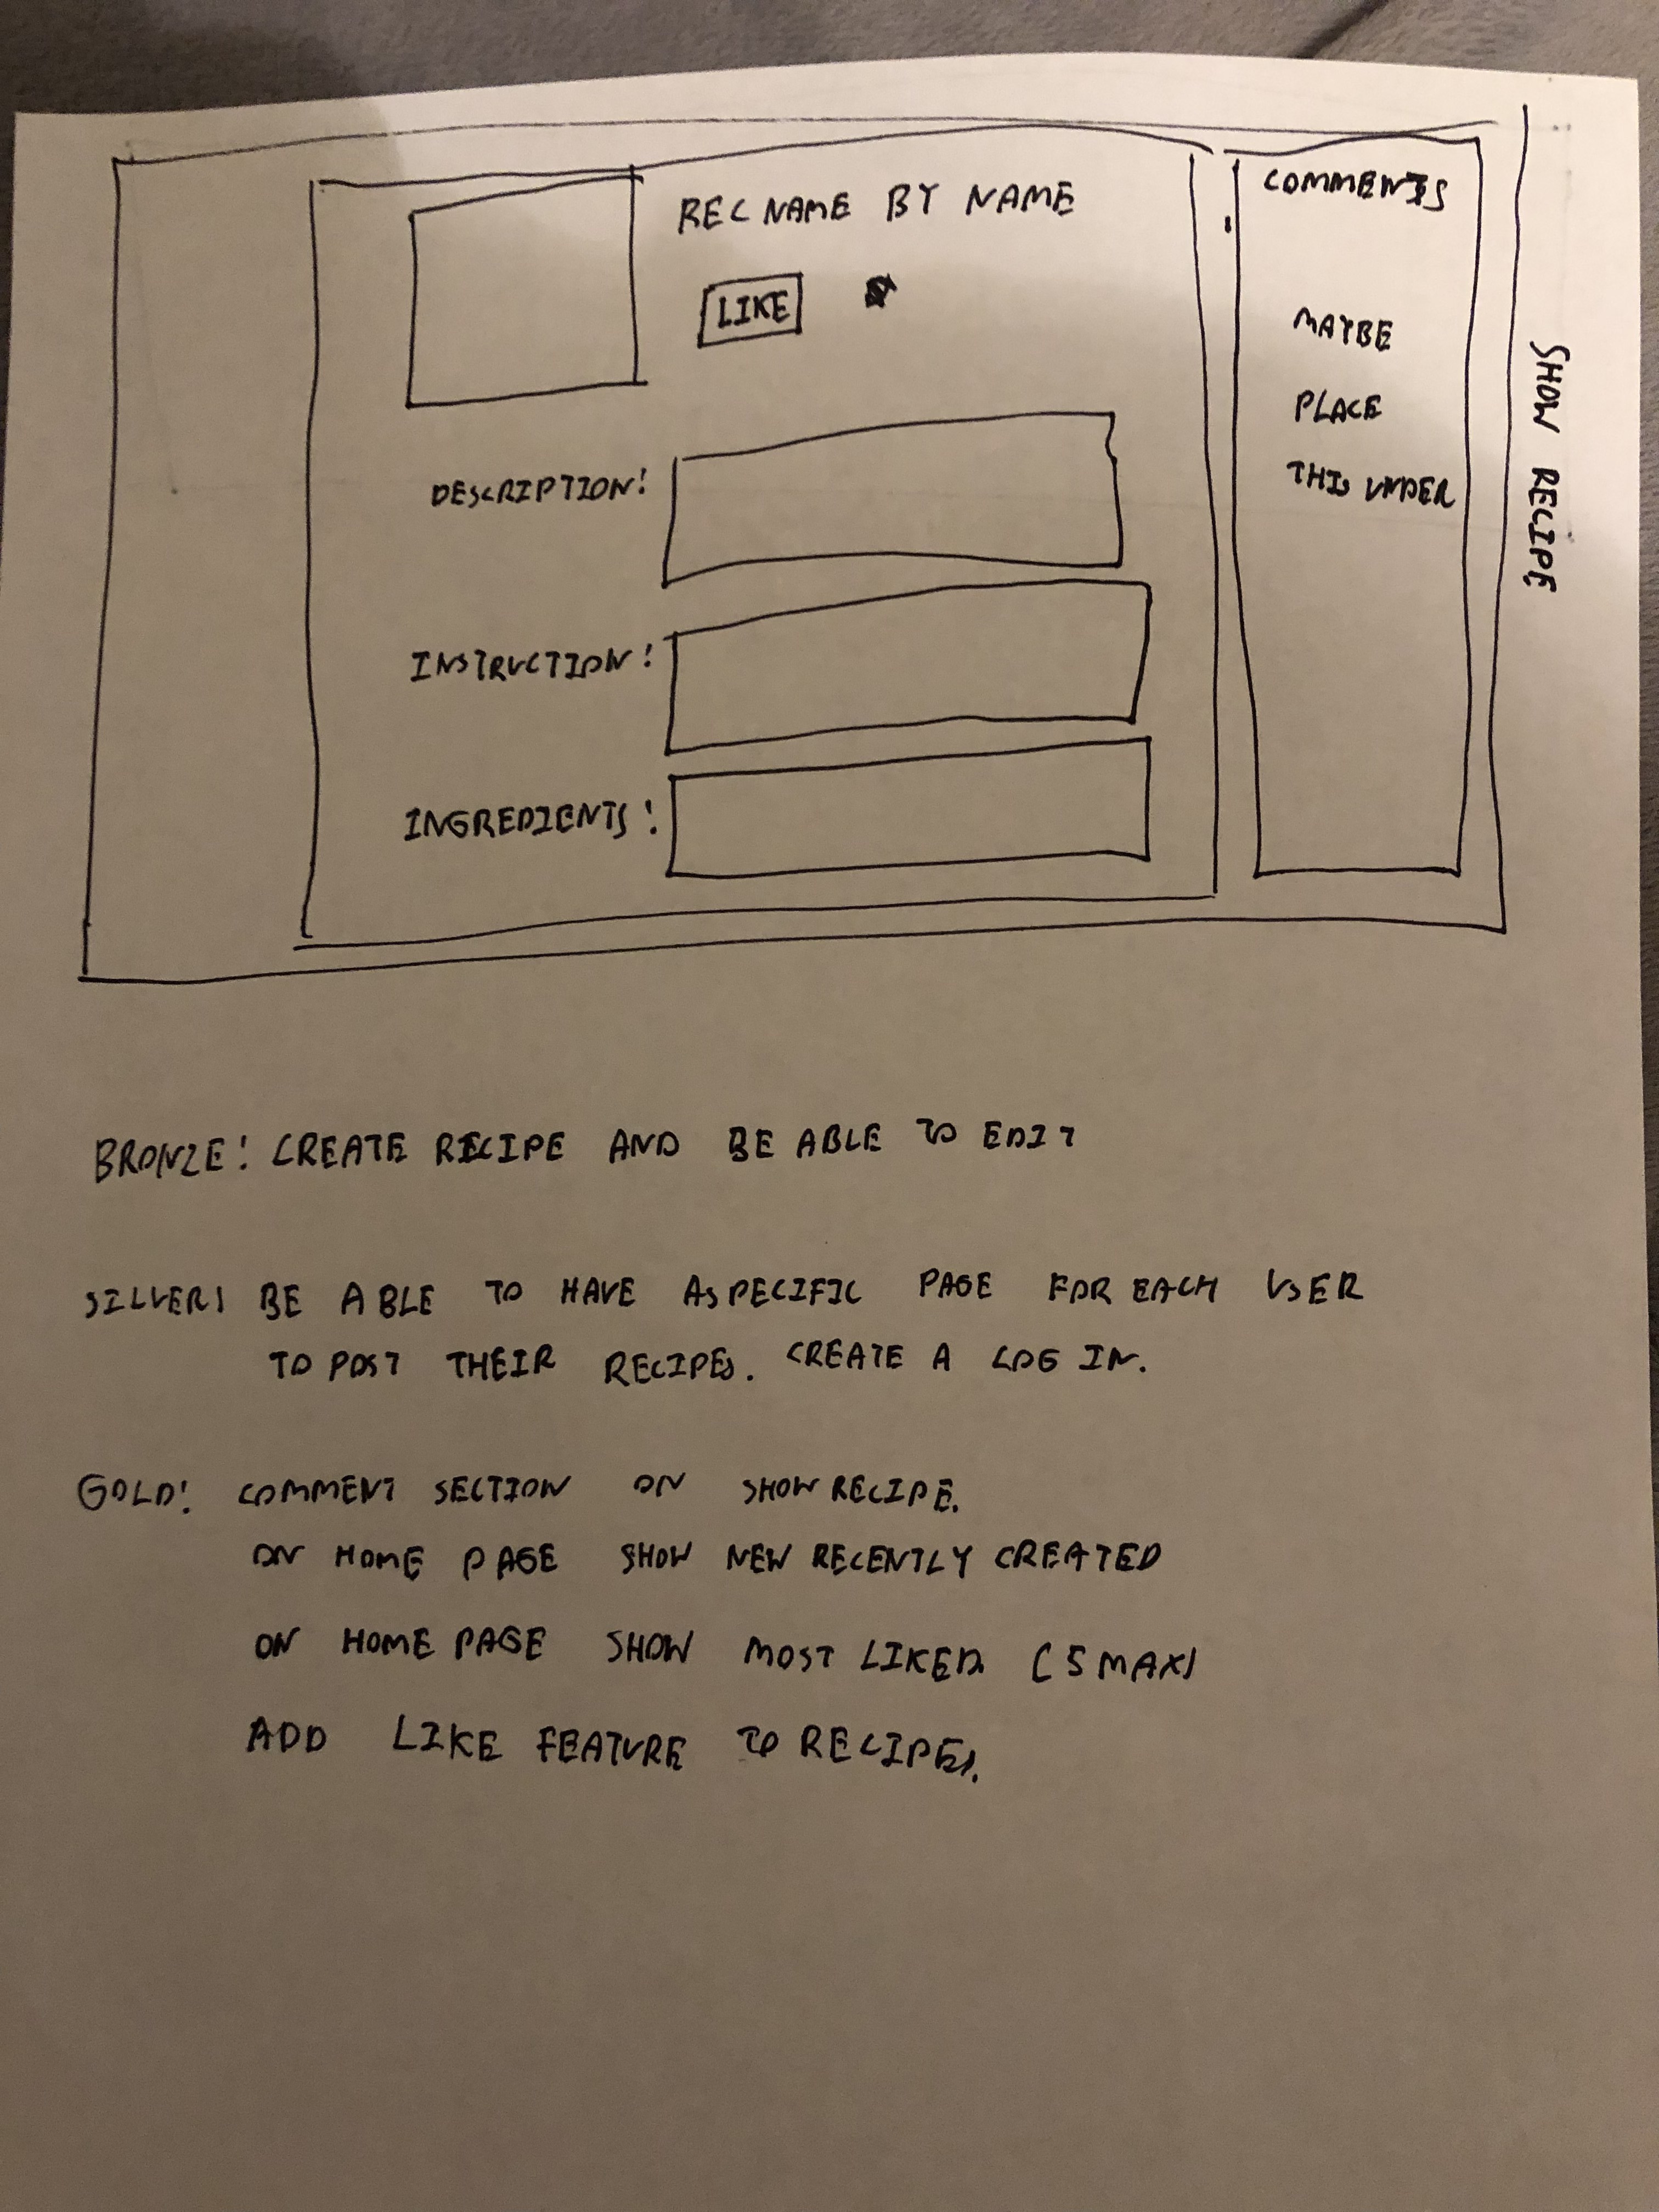 REC NAME BY NAME
LIKE
DESCRIPTION:
INSTRUCTION:
INGREDIENTS:
COMMENTS
MAYBE
PLACE
THIS UNDER
SHOW RECIPE
BRONZE: CREATE RECIPE AND BE ABLE TO EDIT
SILVER: BE ABLE TO HAVE A SPECIFIC PAGE FOR EACH USER
TO POST THEIR RECIPES. CREATE A LOG IN.
GOLD: COMMENT SECTION ON SHOW RECIPE.
ON HOME PAGE SHOW NEW RECENTLY CREATED
ON HOME PAGE SHOW MOST LIKED (5 MAX)
ADD LIKE FEATURE TO RECIPES.